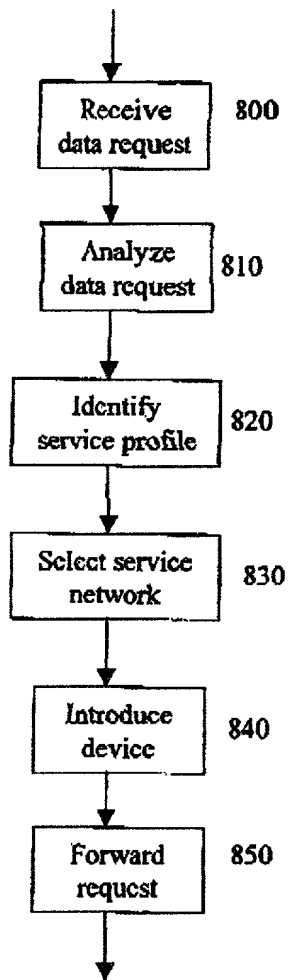 Receive 800
data request
Analyze 810
data request
Identify 820
service profile
Select service 830
network
Introduce 840
device
Forward 850
request